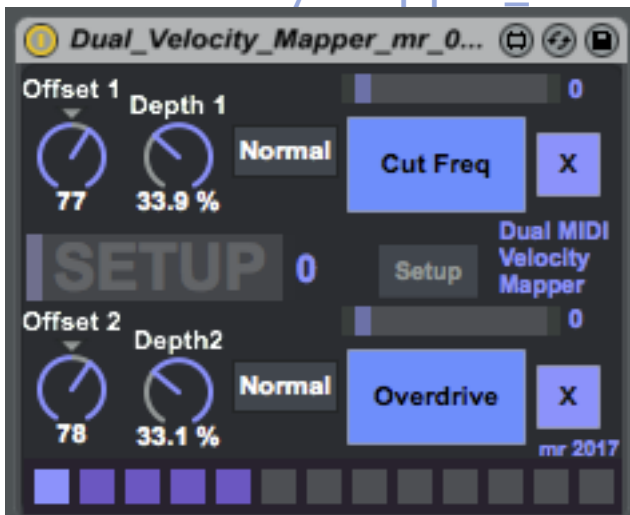 Dual_Velocity_Mapper_mr_0...
Offset 1
Depth 1
0
Normal
Cut Freq
X
77
33.9 %
SETUP
0
Setup
Dual MIDI
Velocity
Mapper
Offset 2
Depth2
0
Normal
Overdrive
X
78
33.1 %
mr 2017